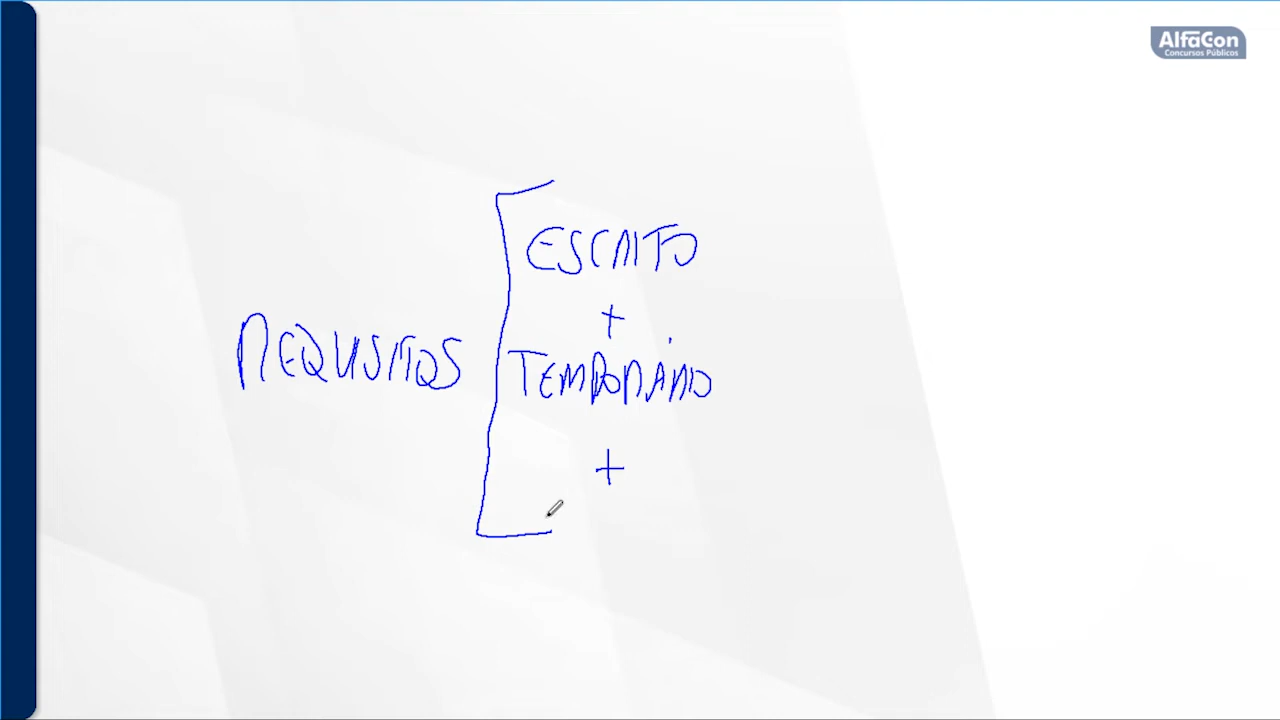 AlfaCon
Concursos Públicos
ESCRITO
+
REQUISITOS
TEMPORÁRIO
+